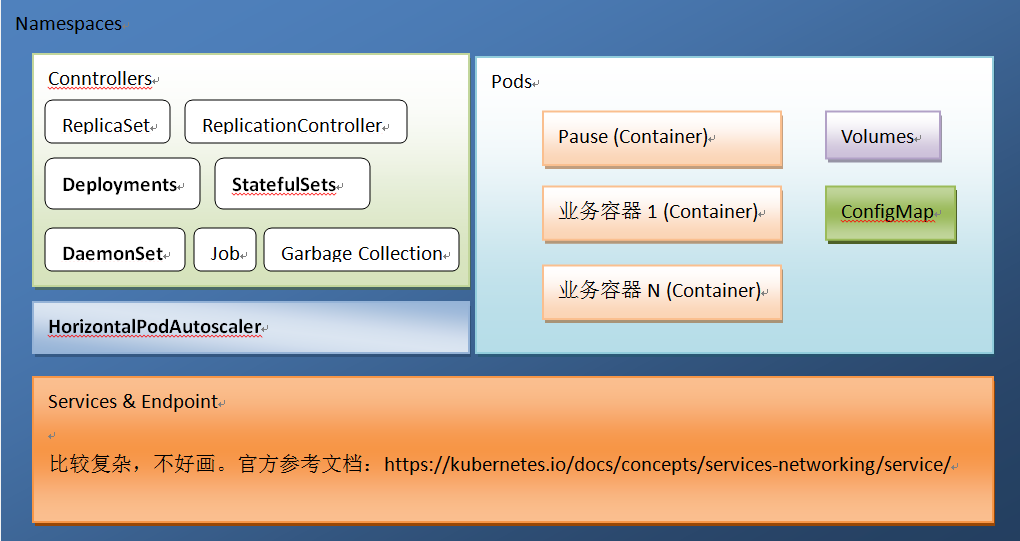 Namespaces
Conntrollers
ReplicaSet
ReplicationController
Deployments
StatefulSets
DaemonSet
Job
Garbage Collection
HorizontalPodAutoscaler
Pods
Pause (Container)
业务容器 1 (Container)
业务容器 N (Container)
Volumes
ConfigMap
Services & Endpoint
比较复杂，不好画。官方参考文档：https://kubernetes.io/docs/concepts/services-networking/service/